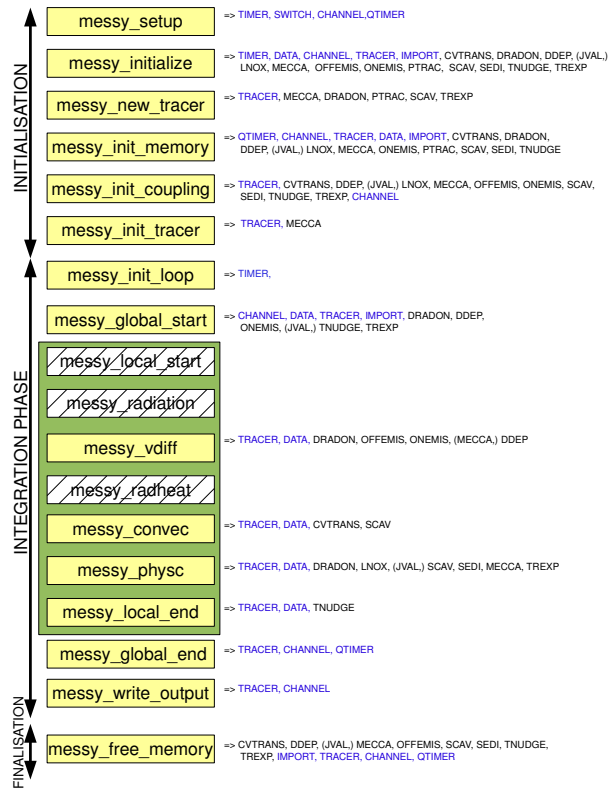 INITIALISATION
messy_setup
=> TIMER, SWITCH, CHANNEL,QTIMER
messy_initialize
=> TIMER, DATA, CHANNEL, TRACER, IMPORT, CVTRANS, DRADON, DDEP, (JVAL,)
LNOX, MECCA, OFFEMIS, ONEMIS, PTRAC, SCAV, SEDI, TNUDGE, TREXP
messy_new_tracer
=> TRACER, MECCA, DRADON, PTRAC, SCAV, TREXP
messy_init_memory
=> QTIMER, CHANNEL, TRACER, DATA, IMPORT, CVTRANS, DRADON,
DDEP, (JVAL,) LNOX, MECCA, ONEMIS, PTRAC, SCAV, SEDI, TNUDGE
messy_init_coupling
=> TRACER, CVTRANS, DDEP, (JVAL,) LNOX, MECCA, OFFEMIS, ONEMIS, SCAV,
SEDI, TNUDGE, TREXP, CHANNEL
messy_init_tracer
=> TRACER, MECCA
INTEGRATION PHASE
messy_init_loop
=> TIMER,
messy_global_start
=> CHANNEL, DATA, TRACER, IMPORT, DRADON, DDEP,
ONEMIS, (JVAL,) TNUDGE, TREXP
messy_local_start
messy_radiation
messy_vdiff
=> TRACER, DATA, DRADON, OFFEMIS, ONEMIS, (MECCA,) DDEP
messy_radheat
messy_convec
=> TRACER, DATA, CVTRANS, SCAV
messy_physc
=> TRACER, DATA, DRADON, LNOX, (JVAL,) SCAV, SEDI, MECCA, TREXP
messy_local_end
=> TRACER, DATA, TNUDGE
messy_global_end
=> TRACER, CHANNEL, QTIMER
messy_write_output
=> TRACER, CHANNEL
FINALISATION
messy_free_memory
=> CVTRANS, DDEP, (JVAL,) MECCA, OFFEMIS, SCAV, SEDI, TNUDGE,
TREXP, IMPORT, TRACER, CHANNEL, QTIMER